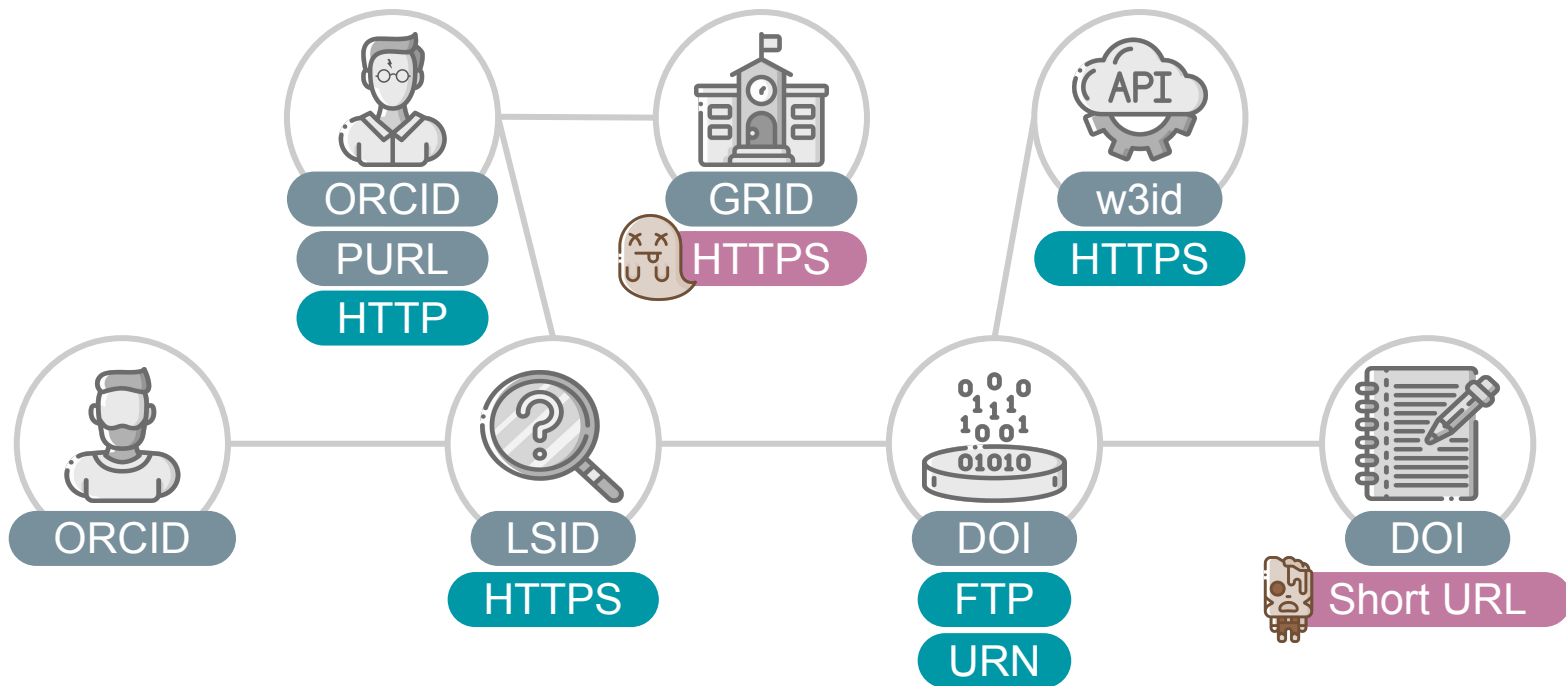 API
ORCID
GRID
w3id
PURL
HTTPS
HTTPS
HTTP
0 0 0
1 1 1 0
1 0 0 1
01010
ORCID
LSID
DOI
DOI
HTTPS
FTP
Short URL
URN